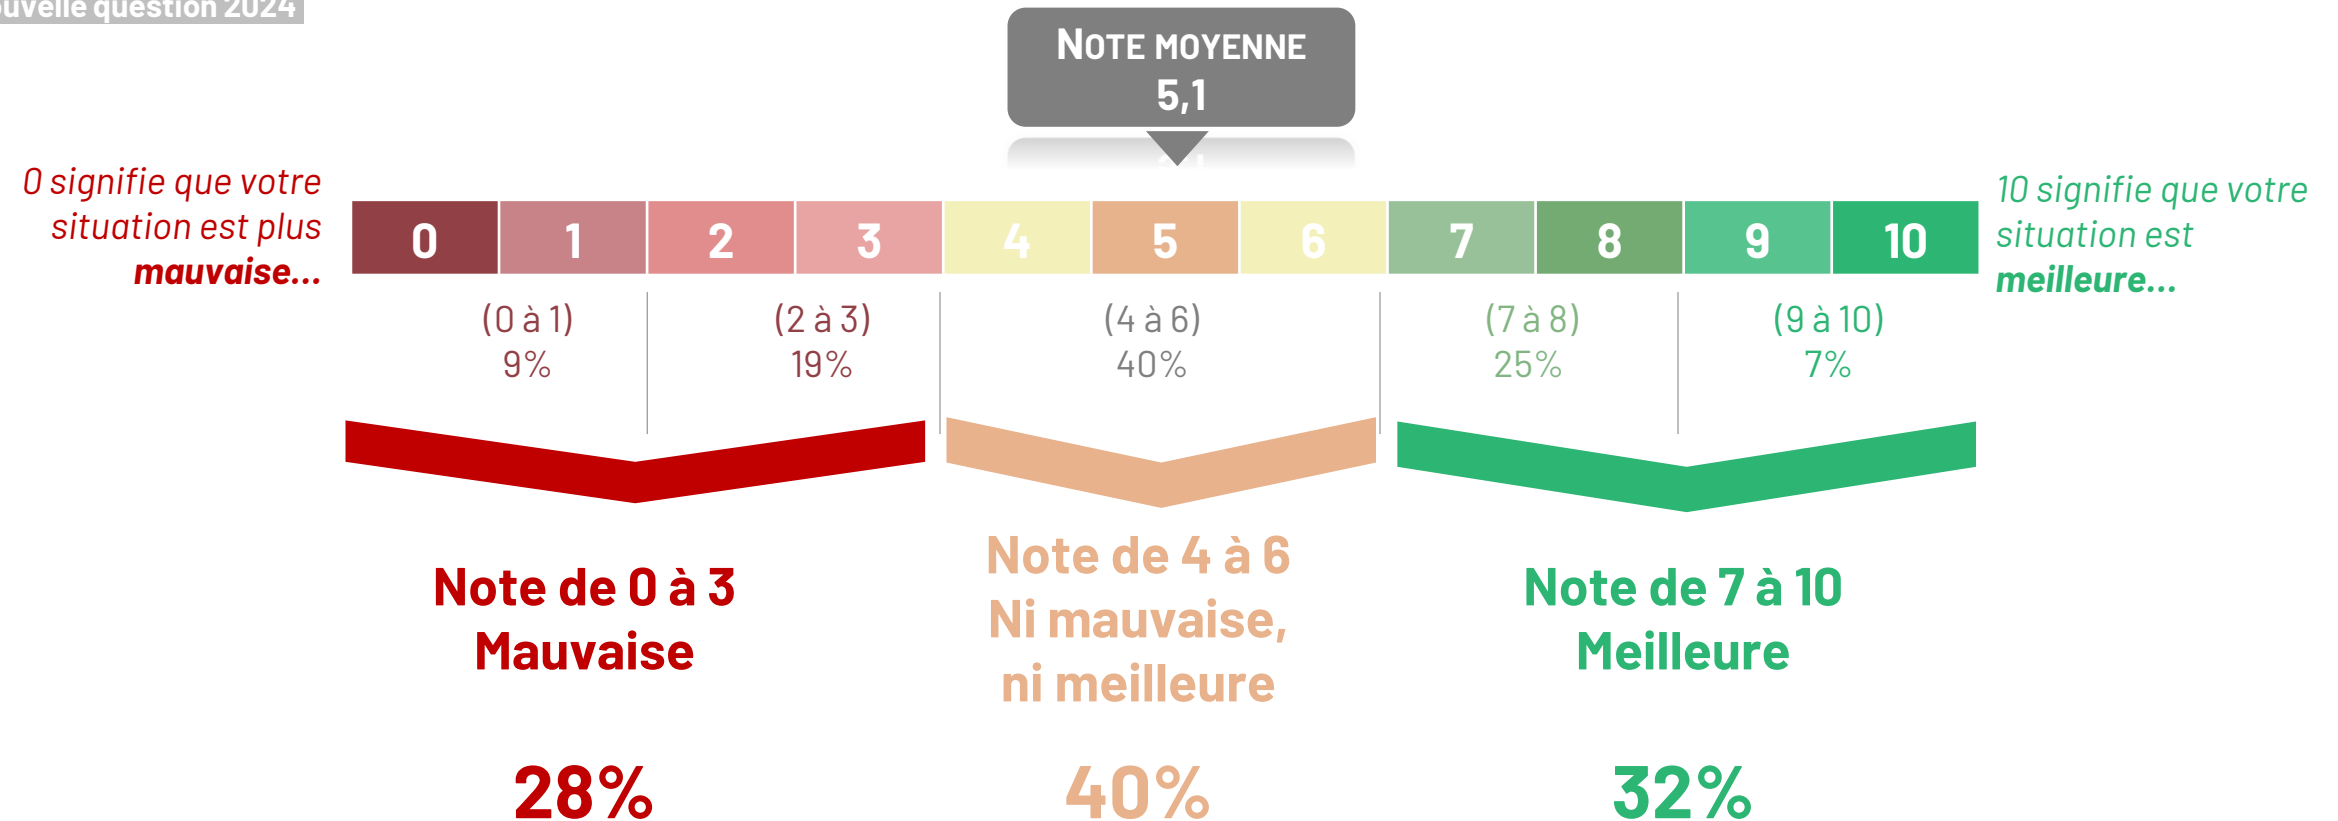 question 2024
NOTE MOYENNE
5,1
0 signifie que votre
situation est plus
mauvaise...
0 1 2 3 4 5 6 7 8 9 10
10 signifie que votre
situation est
meilleure...
(0 à 1) (2 à 3) (4 à 6) (7 à 8) (9 à 10)
9% 19% 40% 25% 7%
Note de 0 à 3
Mauvaise
Note de 4 à 6
Ni mauvaise,
ni meilleure
Note de 7 à 10
Meilleure
28% 40% 32%